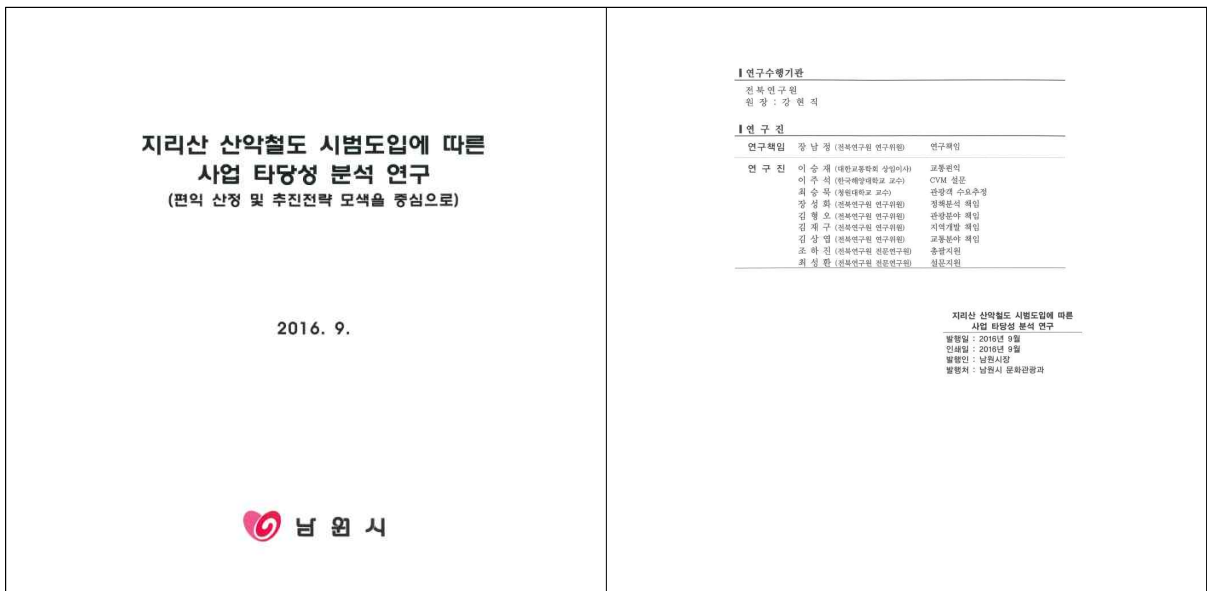 지리산 산악철도 시범도입에 따른
사업 타당성 분석 연구
(편익 산정 및 추진전략 모색을 중심으로)
2016. 9.
남원시
연구수행기관
전북연구원
원 장 : 강 현 직
연 구 진
연구책임 장 남 정 (전북연구원 연구위원) 연구책임
연 구 진 이 승 재 (대한교통학회 상임이사) 교통편익
이 주 석 (한국해양대학교 교수) CVM 설문
최 승 묵 (청원대학교 교수) 관광객 수요추정
장 성 화 (전북연구원 연구위원) 정책분석 책임
김 형 오 (전북연구원 연구위원) 관광분야 책임
김 재 구 (전북연구원 연구위원) 지역개발 책임
김 상 엽 (전북연구원 연구위원) 교통분야 책임
조 하 진 (전북연구원 전문연구원) 총괄지원
최 성 환 (전북연구원 전문연구원) 설문지원
지리산 산악철도 시범도입에 따른
사업 타당성 분석 연구
발행일 : 2016년 9월
인쇄일 : 2016년 9월
발행인 : 남원시장
발행처 : 남원시 문화관광과